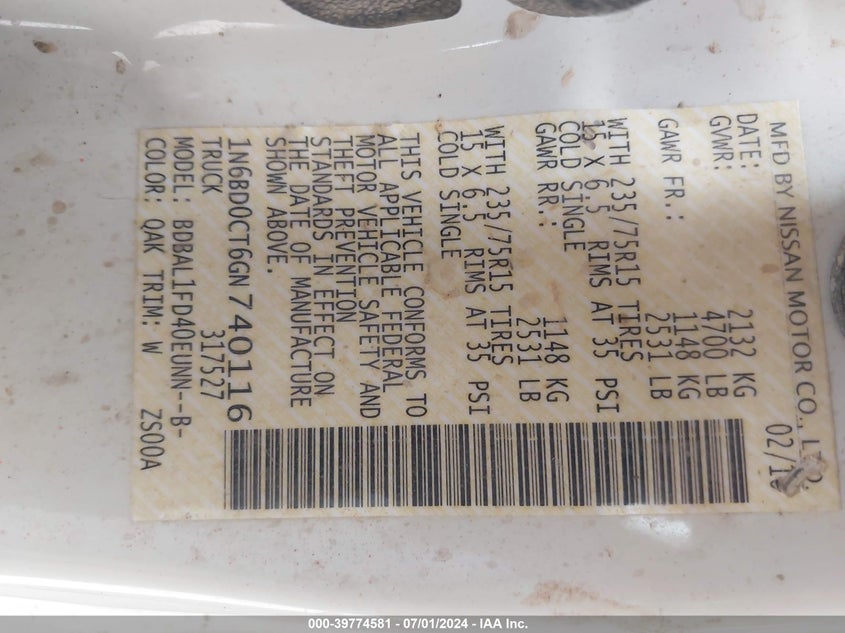 MFD BY NISSAN MOTOR CO., LTD.
DATE: 02/16
GVWR: 2132 KG
4700 LB
GAWR FR.: 1148 KG
2531 LB
WITH 235/75R15 TIRES
15 X 6.5 RIMS AT 35 PSI
COLD SINGLE
GAWR RR.: 1148 KG
2531 LB
WITH 235/75R15 TIRES
15 X 6.5 RIMS AT 35 PSI
COLD SINGLE
THIS VEHICLE CONFORMS TO
ALL APPLICABLE FEDERAL
MOTOR VEHICLE SAFETY AND
THEFT PREVENTION
STANDARDS IN EFFECT ON
THE DATE OF MANUFACTURE
SHOWN ABOVE.
1N6BD0CT6GN740116
TRUCK 317527
MODEL: BDBAL1FD40EUNN--B-
COLOR: QAK TRIM: W ZS00A
000-39774581 - 07/01/2024 - IAA Inc.